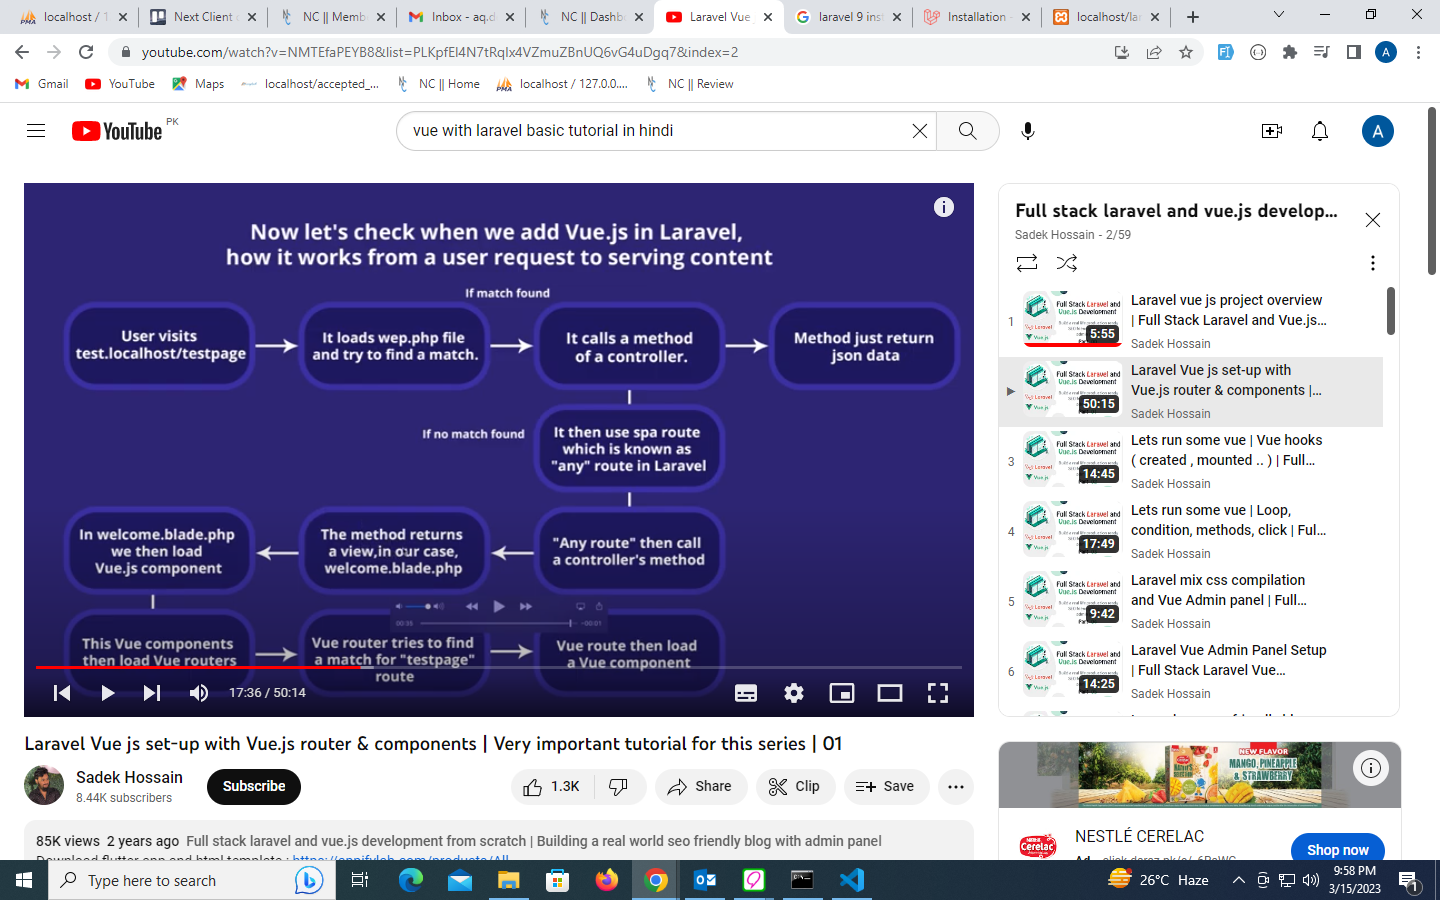 localhost / 1
Next Client
NC || Memb
Inbox - aq.d
NC || Dashb
Laravel Vue
laravel 9 inst
Installation -
localhost/lar
youtube.com/watch?v=NMTEfaPEYB8&list=PLKpfEl4N7tRqIx4VZmuZBnUQ6vG4uDgq7&index=2
A
Gmail
YouTube
Maps
localhost/accepted_...
NC || Home
localhost / 127.0.0....
NC || Review
YouTube PK
vue with laravel basic tutorial in hindi
A
Now let's check when we add Vue.js in Laravel,
how it works from a user request to serving content
If match found
User visits
test.localhost/testpage
It loads wep.php file
and try to find a match.
It calls a method
of a controller.
Method just return
json data
If no match found
It then use spa route
which is known as
"any" route in Laravel
In welcome.blade.php
we then load
Vue.js component
The method returns
a view,in our case,
welcome.blade.php
"Any route" then call
a controller's method
00:35
-00:01
This Vue components
then load Vue routers
Vue router tries to find
a match for "testpage"
route
Vue route then load
a Vue component
17:36 / 50:14
Full stack laravel and vue.js develop...
Sadek Hossain - 2/59
1
5:55
Laravel vue js project overview
| Full Stack Laravel and Vue.js...
Sadek Hossain
50:15
Laravel Vue js set-up with
Vue.js router & components |...
Sadek Hossain
3
14:45
Lets run some vue | Vue hooks
( created , mounted .. ) | Full...
Sadek Hossain
4
17:49
Lets run some vue | Loop,
condition, methods, click | Ful...
Sadek Hossain
5
9:42
Laravel mix css compilation
and Vue Admin panel | Full...
Sadek Hossain
6
14:25
Laravel Vue Admin Panel Setup
| Full Stack Laravel Vue...
Sadek Hossain
Laravel Vue js set-up with Vue.js router & components | Very important tutorial for this series | 01
Sadek Hossain
8.44K subscribers
Subscribe
1.3K
Share
Clip
Save
85K views 2 years ago Full stack laravel and vue.js development from scratch | Building a real world seo friendly blog with admin panel
NEW FLAVOR
MANGO, PINEAPPLE
& STRAWBERRY
Cerelac
NESTLÉ CERELAC
Shop now
Type here to search
26°C Haze
9:58 PM
3/15/2023
1